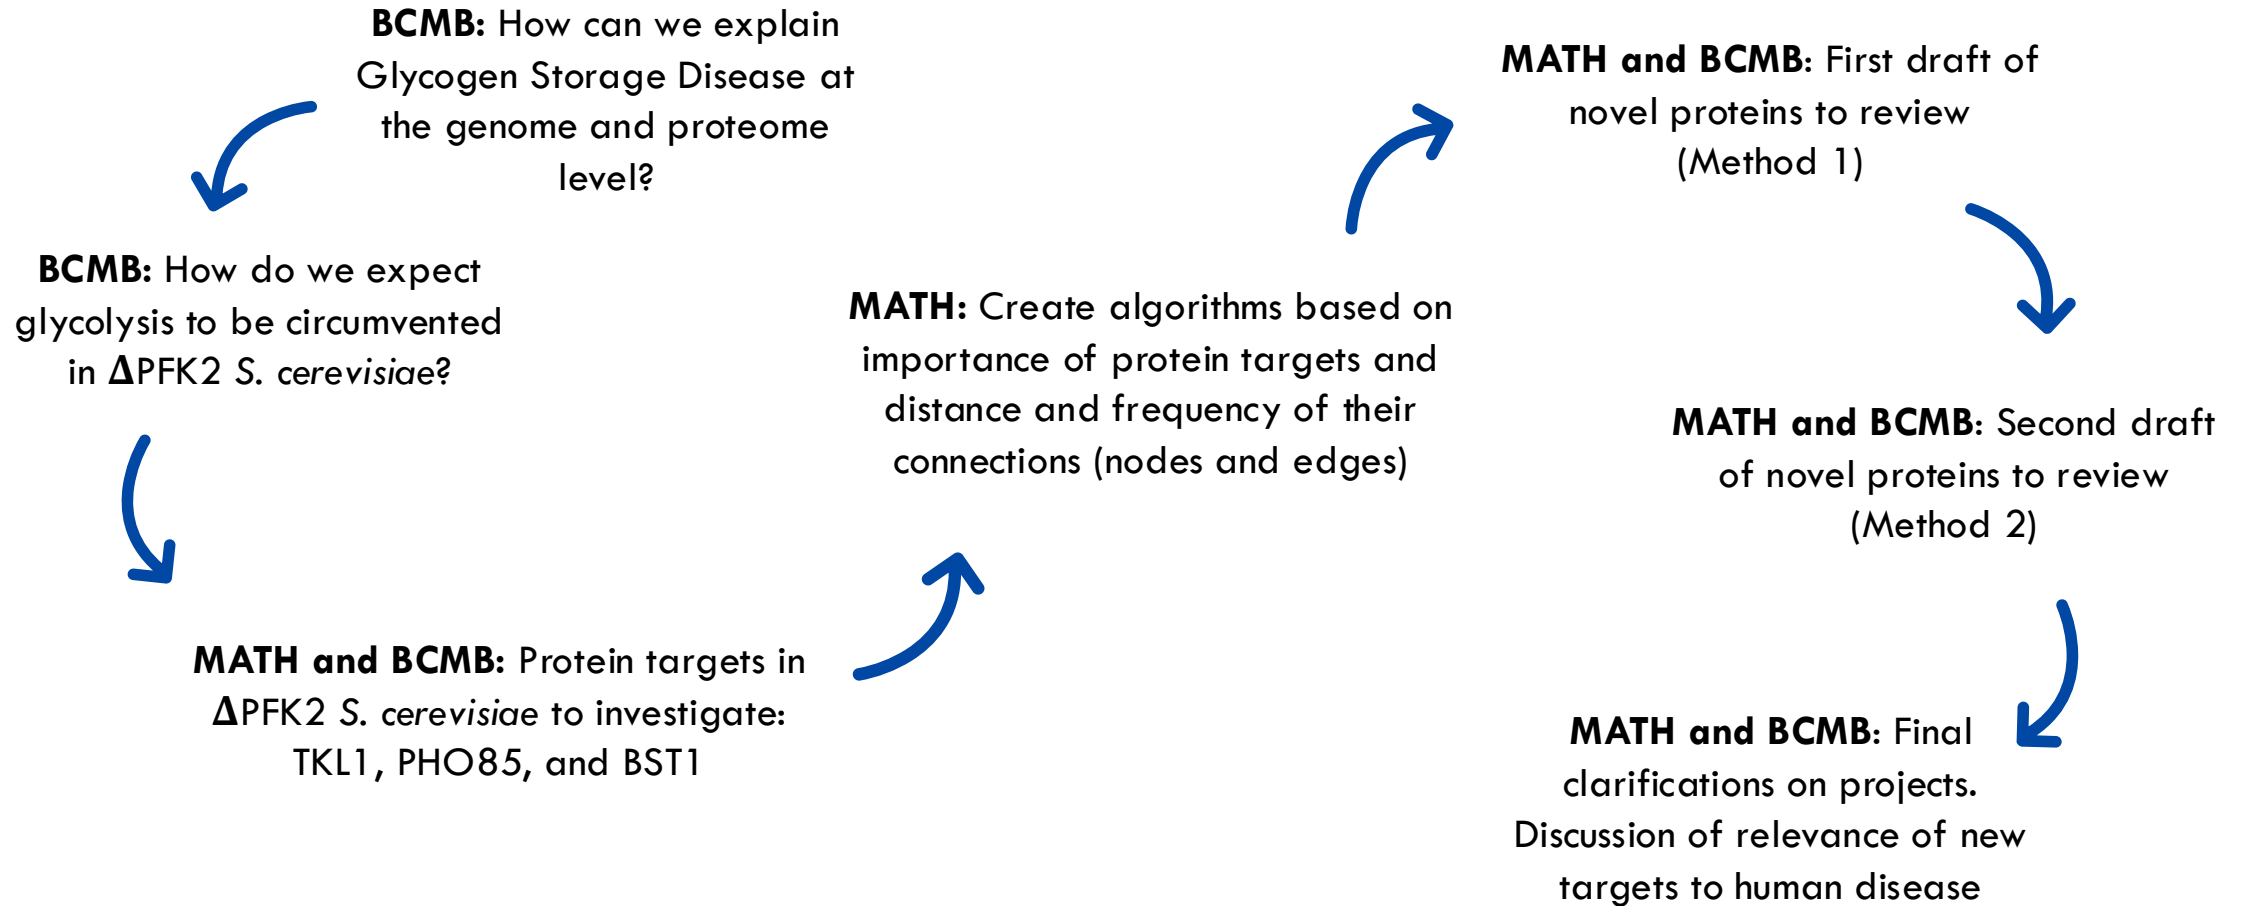 BCMB: How can we explain
Glycogen Storage Disease at
the genome and proteome
level?
BCMB: How do we expect
glycolysis to be circumvented
in ΔPFK2 S. cerevisiae?
MATH and BCMB: Protein targets in
ΔPFK2 S. cerevisiae to investigate:
TKL1, PHO85, and BST1
MATH: Create algorithms based on
importance of protein targets and
distance and frequency of their
connections (nodes and edges)
MATH and BCMB: First draft of
novel proteins to review
(Method 1)
MATH and BCMB: Second draft
of novel proteins to review
(Method 2)
MATH and BCMB: Final
clarifications on projects.
Discussion of relevance of new
targets to human disease